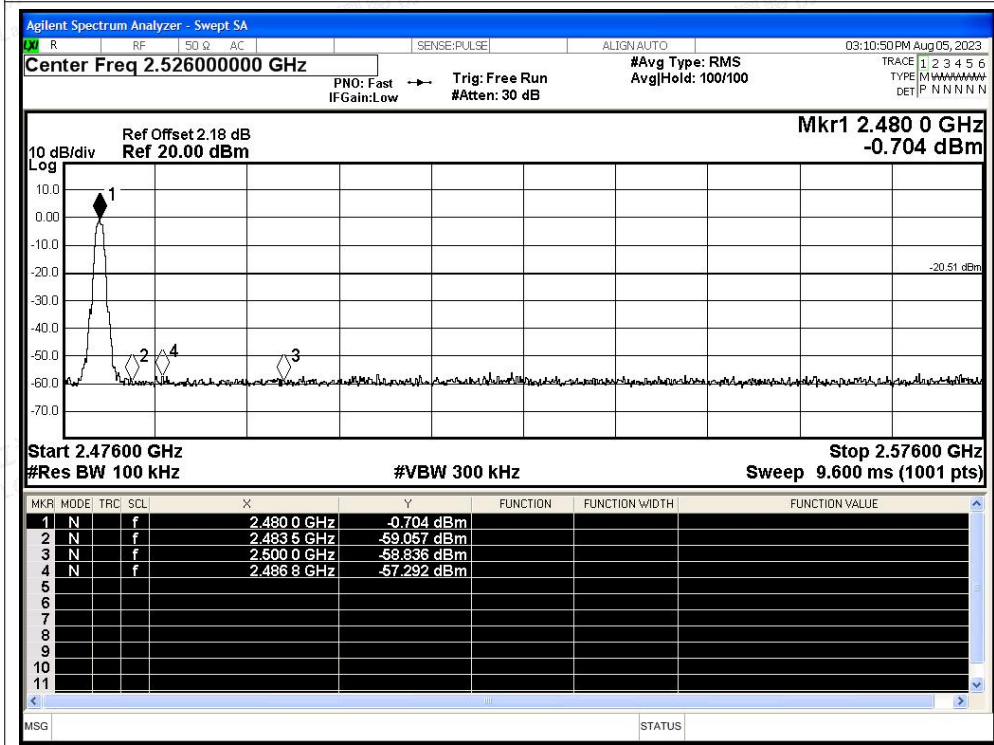 Agilent Spectrum Analyzer - Swept SA
LXI R RF 50 Ω AC SENSE:PULSE ALIGN AUTO 03:10:50 PM Aug 05, 2023
Center Freq 2.526000000 GHz
PNO: Fast
IFGain:Low
Trig: Free Run
#Atten: 30 dB
#Avg Type: RMS
Avg|Hold: 100/100
TRACE 1 2 3 4 5 6
TYPE M WWWWW
DET P N N N N N
Mkr1 2.480 0 GHz
-0.704 dBm
Ref Offset 2.18 dB
10 dB/div Ref 20.00 dBm
Log
10.0
0.00
-10.0
-20.0
-30.0
-40.0
-50.0
-60.0
-70.0
1
-20.51 dBm
2 4 3
Start 2.47600 GHz Stop 2.57600 GHz
#Res BW 100 kHz #VBW 300 kHz Sweep 9.600 ms (1001 pts)
MKR MODE TRC SCL X Y FUNCTION FUNCTION WIDTH FUNCTION VALUE
1 N f 2.480 0 GHz -0.704 dBm
2 N f 2.483 5 GHz -59.057 dBm
3 N f 2.500 0 GHz -58.836 dBm
4 N f 2.486 8 GHz -57.292 dBm
5
6
7
8
9
10
11
MSG STATUS